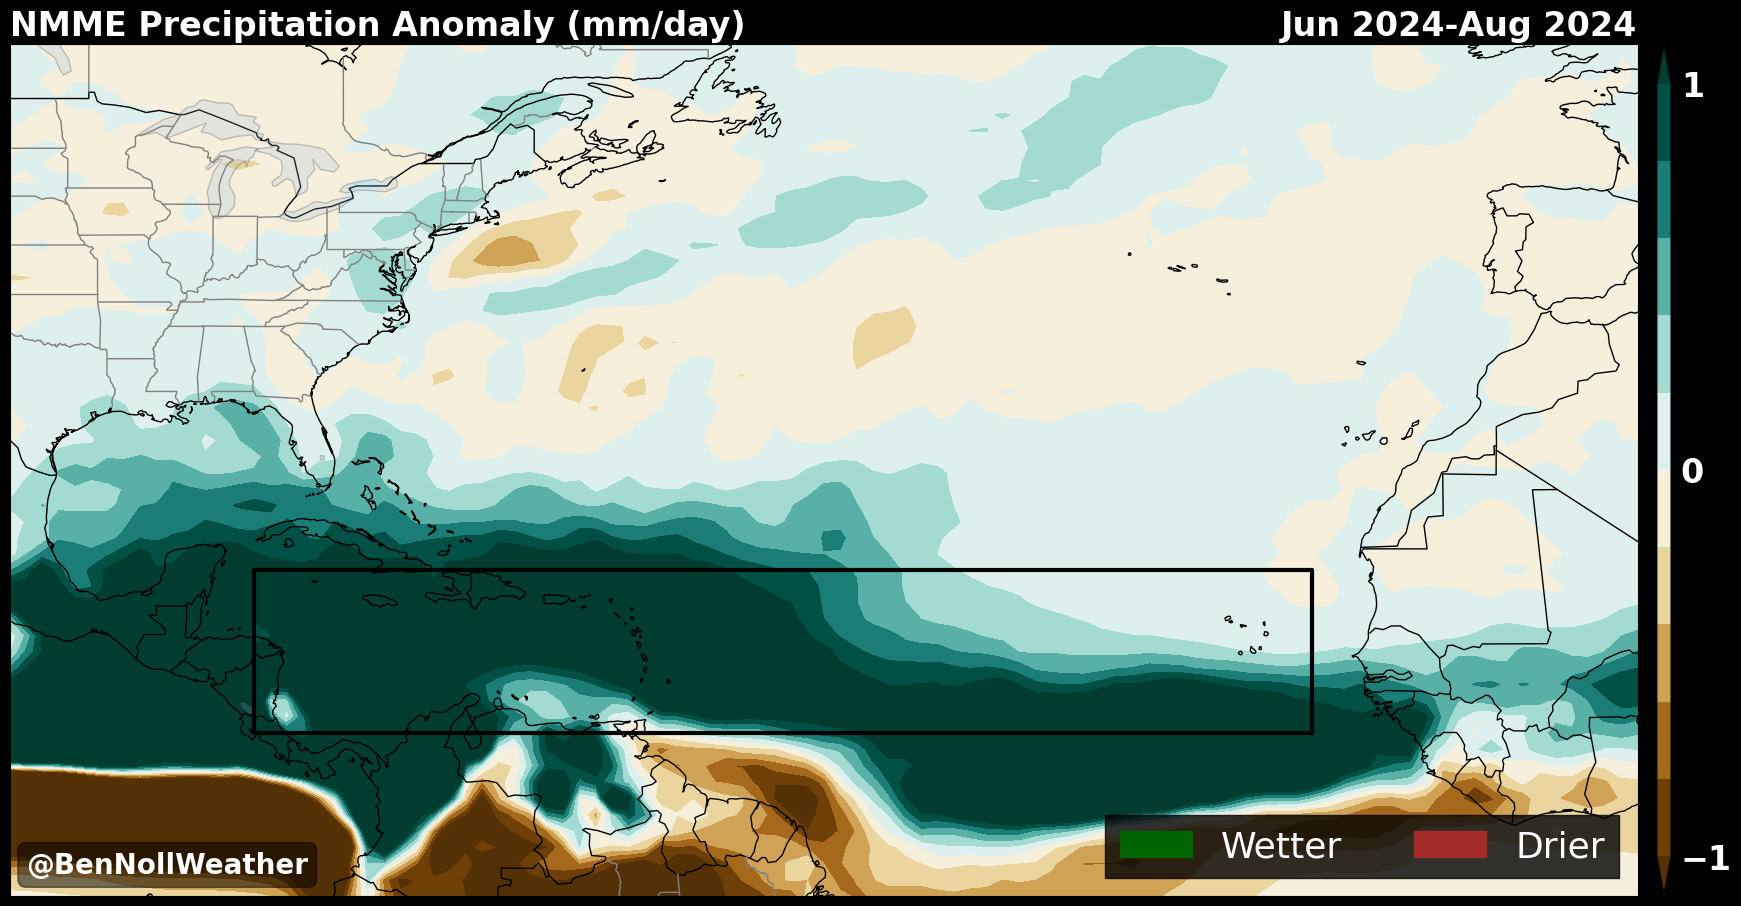 NMME Precipitation Anomaly (mm/day) Jun 2024-Aug 2024
1
0
−1
Wetter Drier
@BenNollWeather